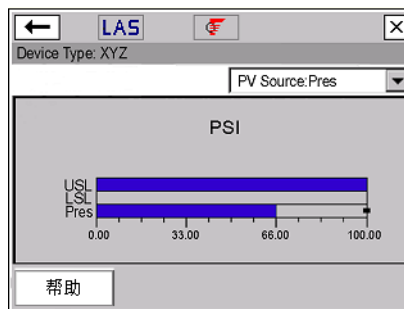 LAS
Device Type: XYZ
PV Source:Pres
PSI
USL
LSL
Pres
0.00 33.00 66.00 100.00
帮助